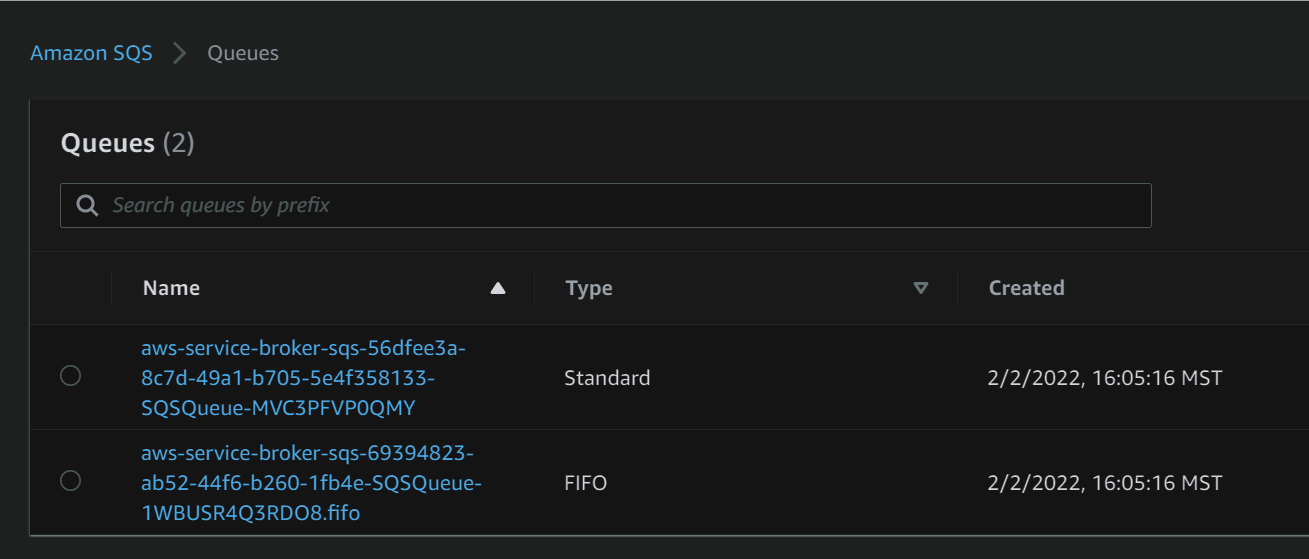 Amazon SQS > Queues
Queues (2)
Search queues by prefix
Name Type Created
aws-service-broker-sqs-56dfee3a-
8c7d-49a1-b705-5e4f358133-
SQSQueue-MVC3PFVP0QMY
Standard
2/2/2022, 16:05:16 MST
aws-service-broker-sqs-69394823-
ab52-44f6-b260-1fb4e-SQSQueue-
1WBUSR4Q3RDO8.fifo
FIFO
2/2/2022, 16:05:16 MST